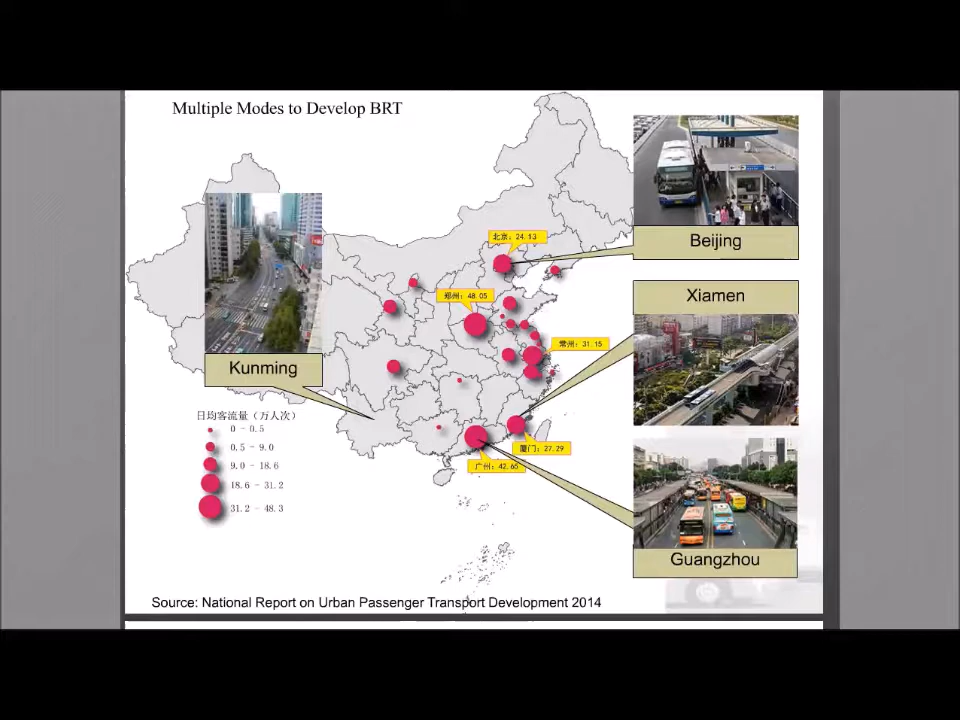 Multiple Modes to Develop BRT
北京：24.13
Beijing
郑州：48.05
Xiamen
常州：31.15
Kunming
日均客流量（万人次）
0 - 0.5
0.5 - 9.0
9.0 - 18.6
18.6 - 31.2
31.2 - 48.3
厦门：27.29
广州：42.65
Guangzhou
Source: National Report on Urban Passenger Transport Development 2014